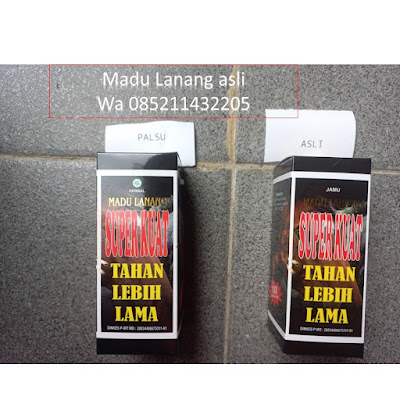 Madu Lanang asli
Wa 085211432205
PALSU
ASLI
HERBAL
MADU LANANG
SUPER KUAT
TAHAN
LEBIH
LAMA
JAMU
SUPER KUAT
TAHAN
LEBIH
LAMA